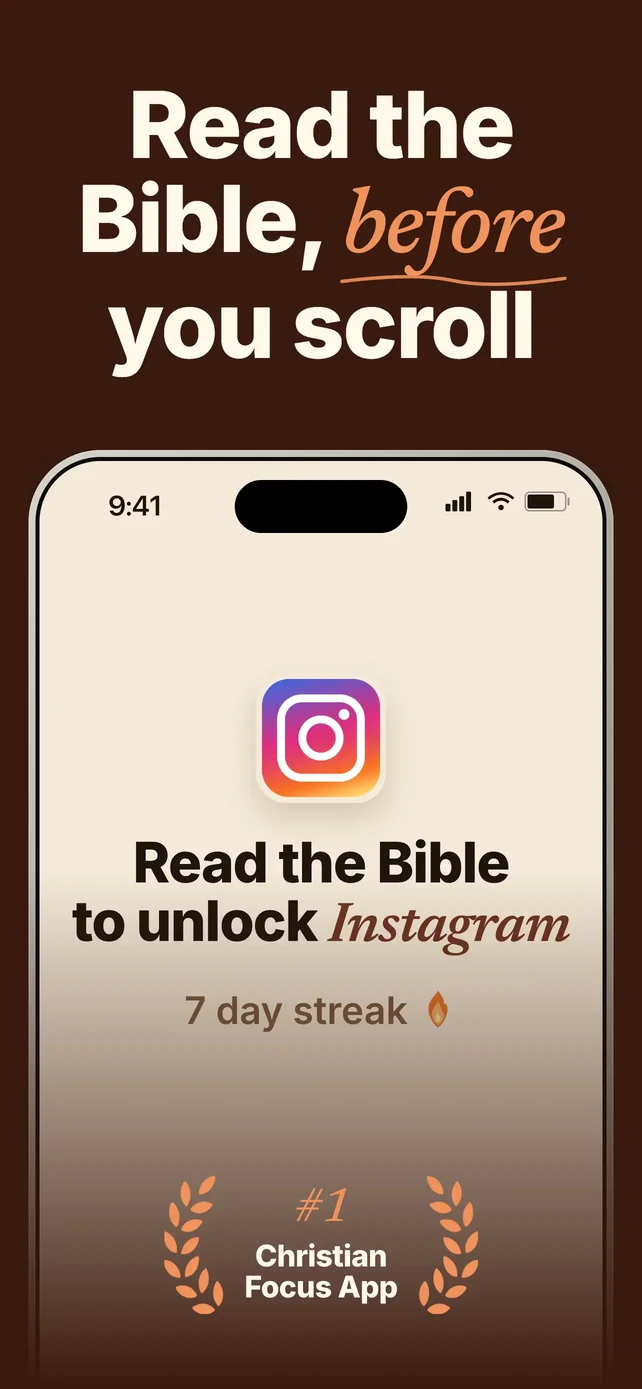 Read the
Bible, before
you scroll
9:41
Read the Bible
to unlock Instagram
7 day streak
#1
Christian
Focus App